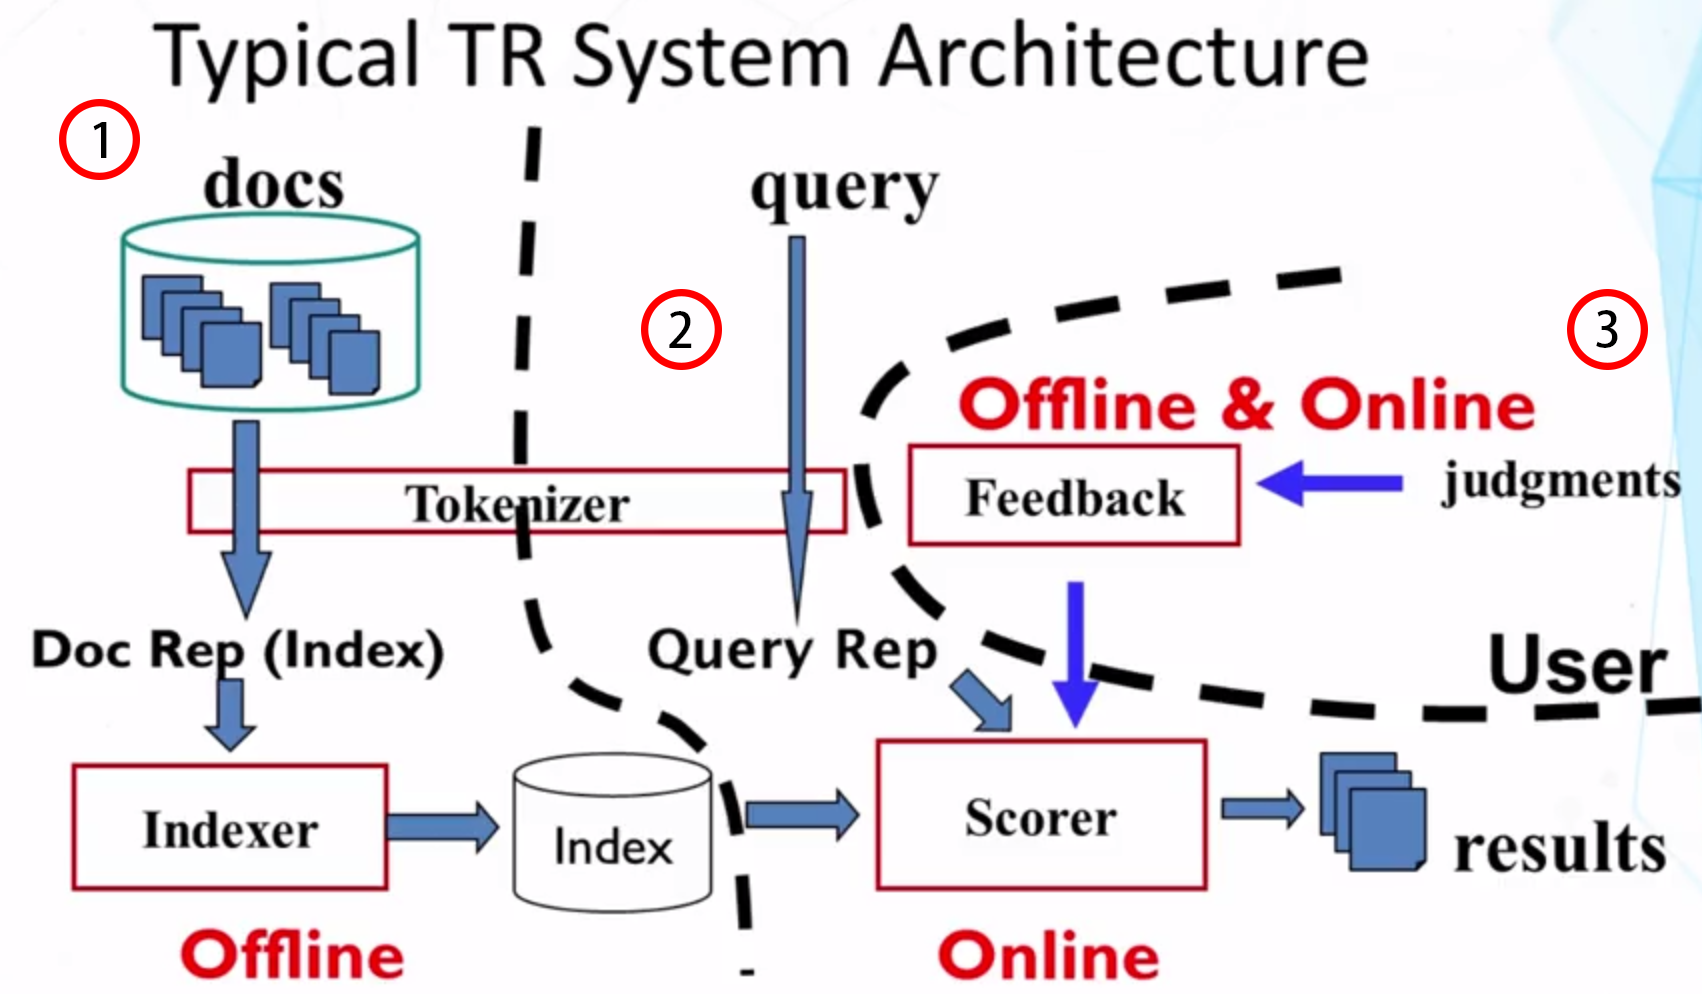 Typical TR System Architecture
1
docs
query
2
3
Offline & Online
Tokenizer
Feedback
judgments
Doc Rep (Index)
Query Rep
User
Indexer
Index
Scorer
results
Offline
Online